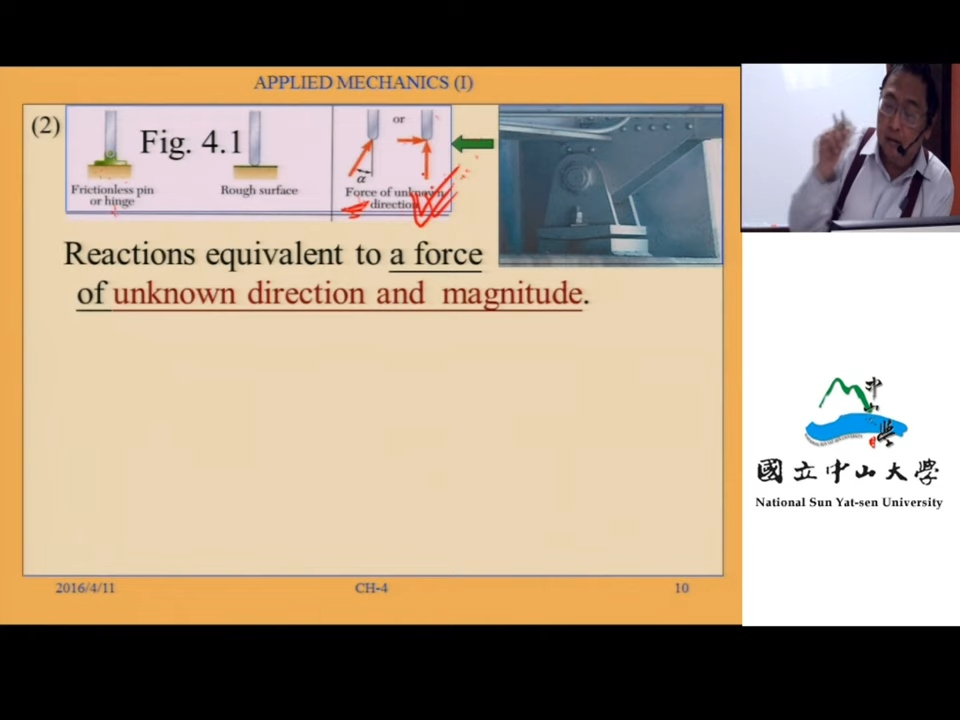 APPLIED MECHANICS (I)
(2)
Fig. 4.1
or
α
Frictionless pin
or hinge
Rough surface
Force of unknown
direction
Reactions equivalent to a force
of unknown direction and magnitude.
2016/4/11
CH-4
10
國立中山大學
National Sun Yat-sen University